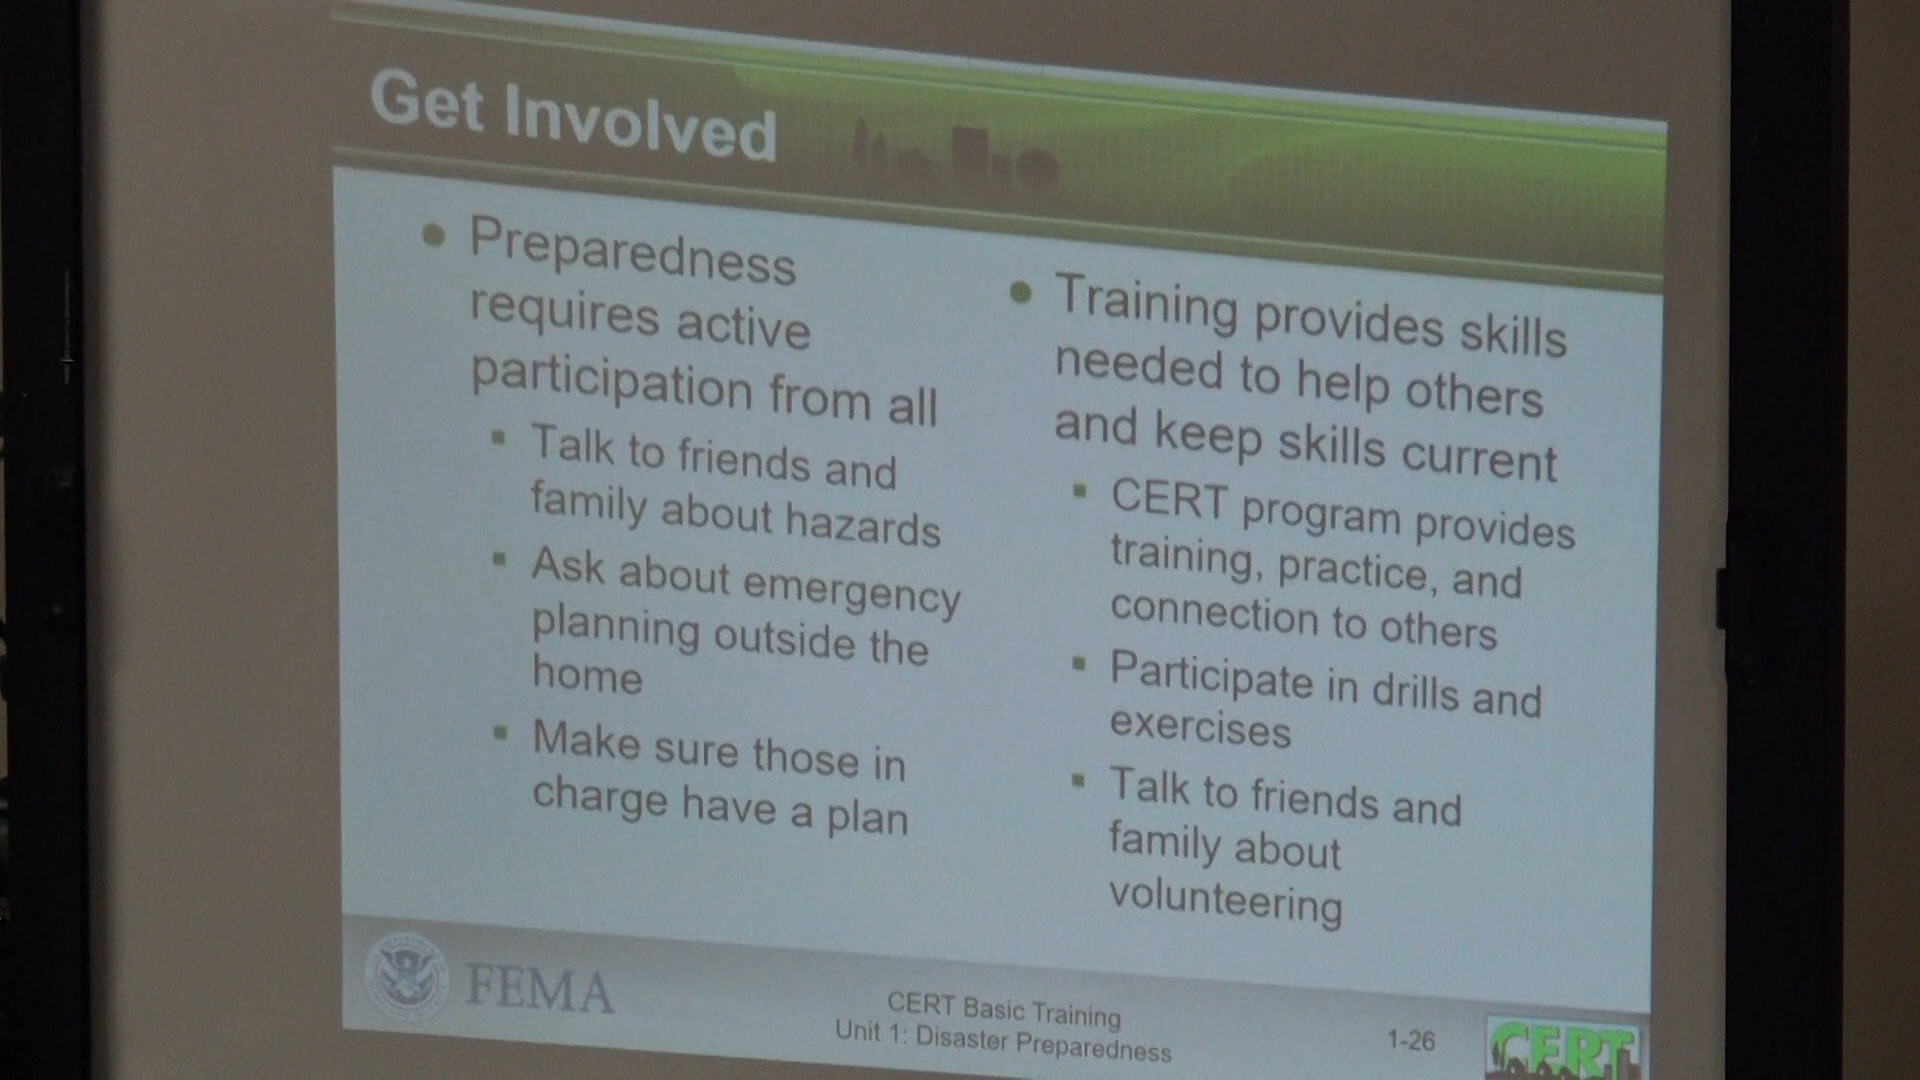 Get Involved
Preparedness
requires active
participation from all
Talk to friends and
family about hazards
Ask about emergency
planning outside the
home
Make sure those in
charge have a plan
Training provides skills
needed to help others
and keep skills current
CERT program provides
training, practice, and
connection to others
Participate in drills and
exercises
Talk to friends and
family about
volunteering
FEMA
CERT Basic Training
Unit 1: Disaster Preparedness
1-26
CERT